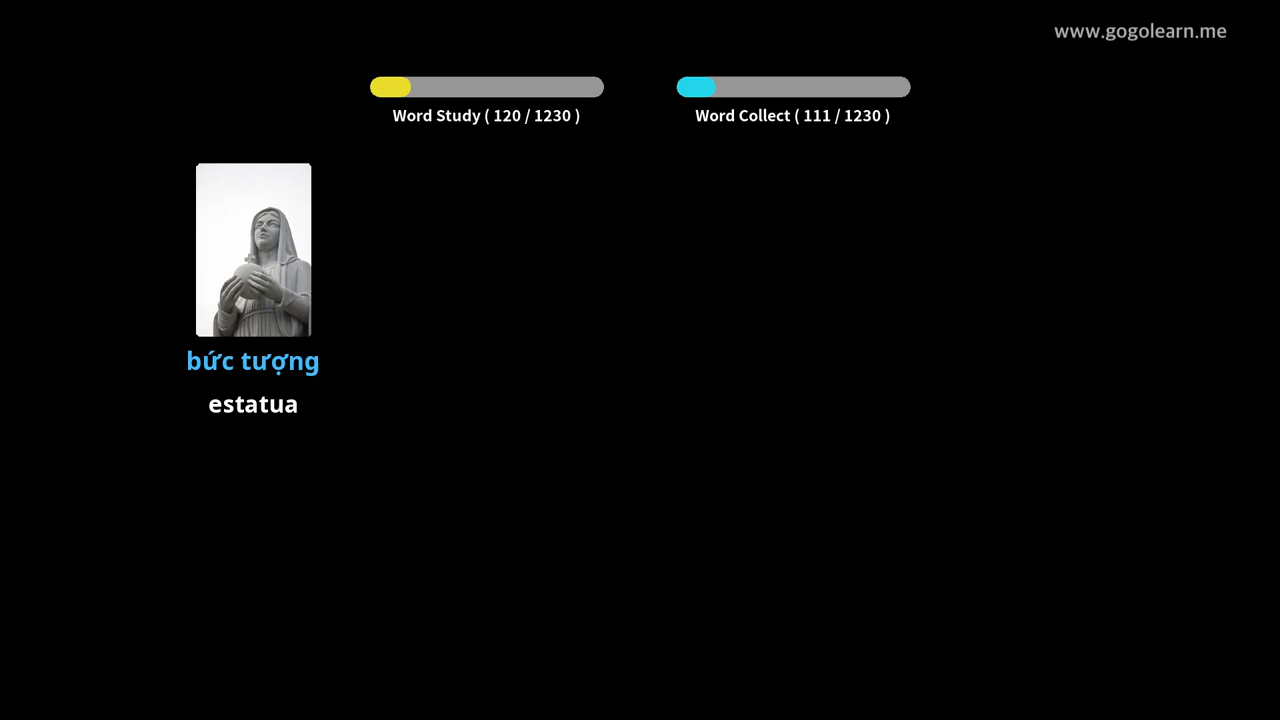 www.gogolearn.me
Word Study ( 120 / 1230 )
Word Collect ( 111 / 1230 )
bức tượng
estatua